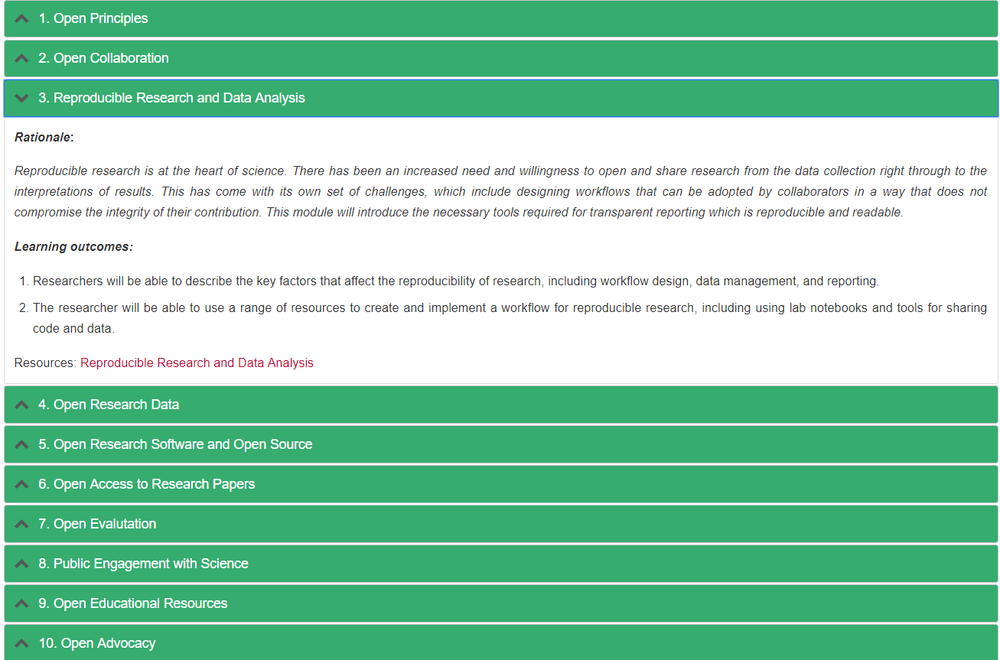 1. Open Principles
2. Open Collaboration
3. Reproducible Research and Data Analysis
Rationale:
Reproducible research is at the heart of science. There has been an increased need and willingness to open and share research from the data collection right through to the
interpretations of results. This has come with its own set of challenges, which include designing workflows that can be adopted by collaborators in a way that does not
compromise the integrity of their contribution. This module will introduce the necessary tools required for transparent reporting which is reproducible and readable.
Learning outcomes:
1. Researchers will be able to describe the key factors that affect the reproducibility of research, including workflow design, data management, and reporting.
2. The researcher will be able to use a range of resources to create and implement a workflow for reproducible research, including using lab notebooks and tools for sharing
code and data.
Resources: Reproducible Research and Data Analysis
4. Open Research Data
5. Open Research Software and Open Source
6. Open Access to Research Papers
7. Open Evalutation
8. Public Engagement with Science
9. Open Educational Resources
10. Open Advocacy